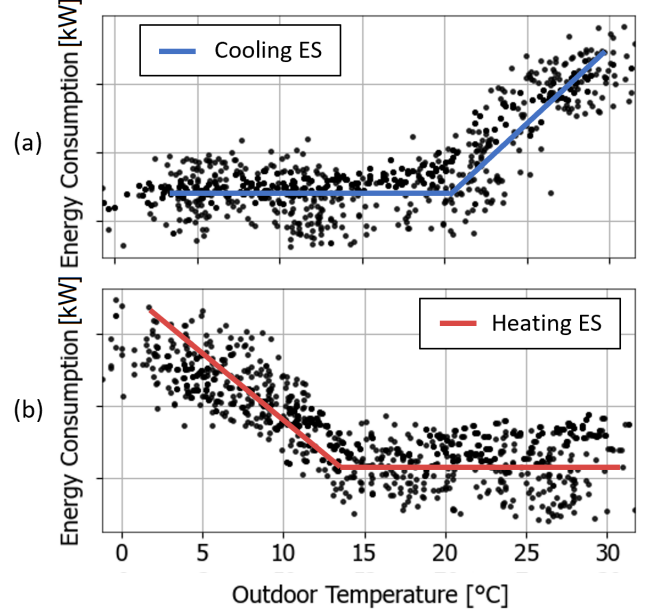 (a)
Energy Consumption [kW]
Cooling ES
(b)
Energy Consumption [kW]
Heating ES
0 5 10 15 20 25 30
Outdoor Temperature [°C]